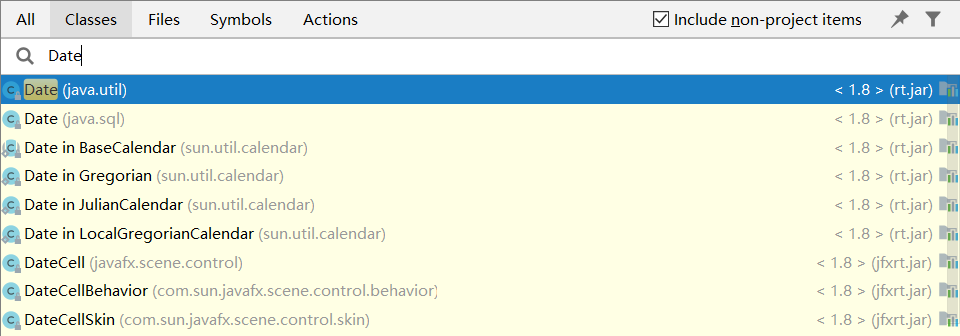 All Classes Files Symbols Actions Include non-project items
Date
Date (java.util) < 1.8 > (rt.jar)
Date (java.sql) < 1.8 > (rt.jar)
Date in BaseCalendar (sun.util.calendar) < 1.8 > (rt.jar)
Date in Gregorian (sun.util.calendar) < 1.8 > (rt.jar)
Date in JulianCalendar (sun.util.calendar) < 1.8 > (rt.jar)
Date in LocalGregorianCalendar (sun.util.calendar) < 1.8 > (rt.jar)
DateCell (javafx.scene.control) < 1.8 > (jfxrt.jar)
DateCellBehavior (com.sun.javafx.scene.control.behavior) < 1.8 > (jfxrt.jar)
DateCellSkin (com.sun.javafx.scene.control.skin) < 1.8 > (jfxrt.jar)